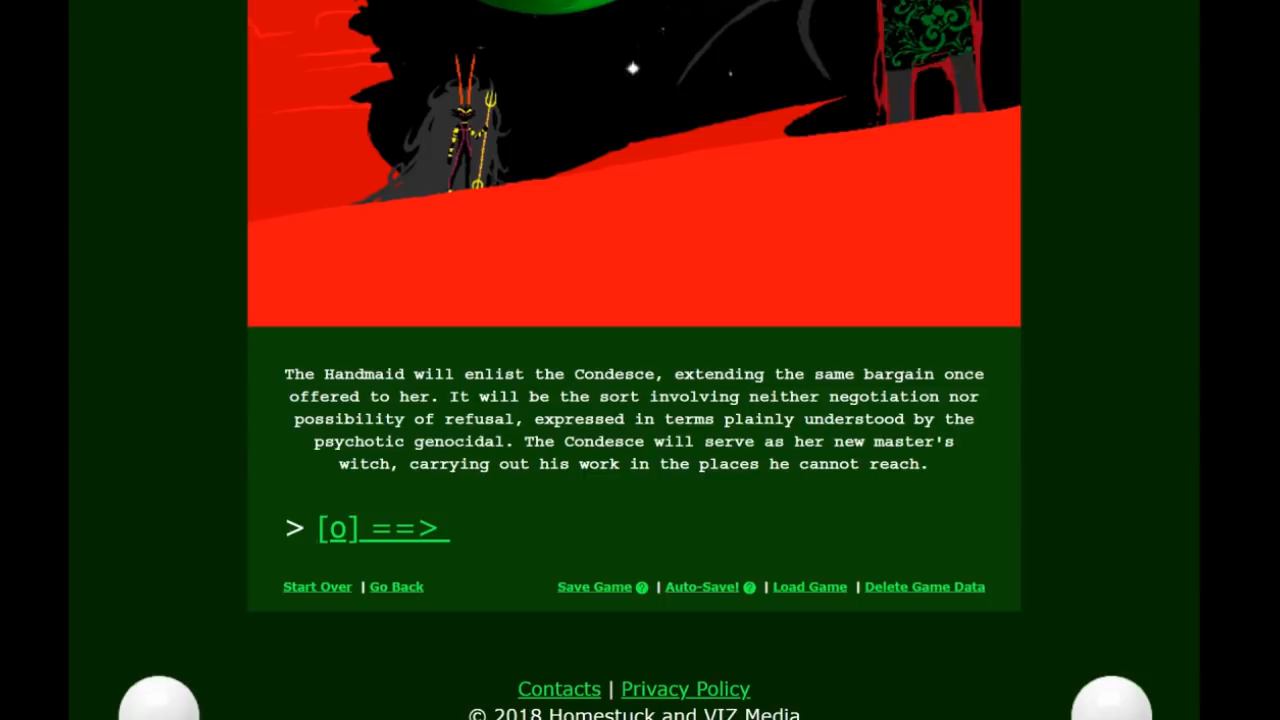 The Handmaid will enlist the Condesce, extending the same bargain once
offered to her. It will be the sort involving neither negotiation nor
possibility of refusal, expressed in terms plainly understood by the
psychotic genocidal. The Condesce will serve as her new master's
witch, carrying out his work in the places he cannot reach.
> [o] ==>
Start Over | Go Back Save Game ? | Auto-Save! ? | Load Game | Delete Game Data
Contacts | Privacy Policy
© 2018 Homestuck and VIZ Media